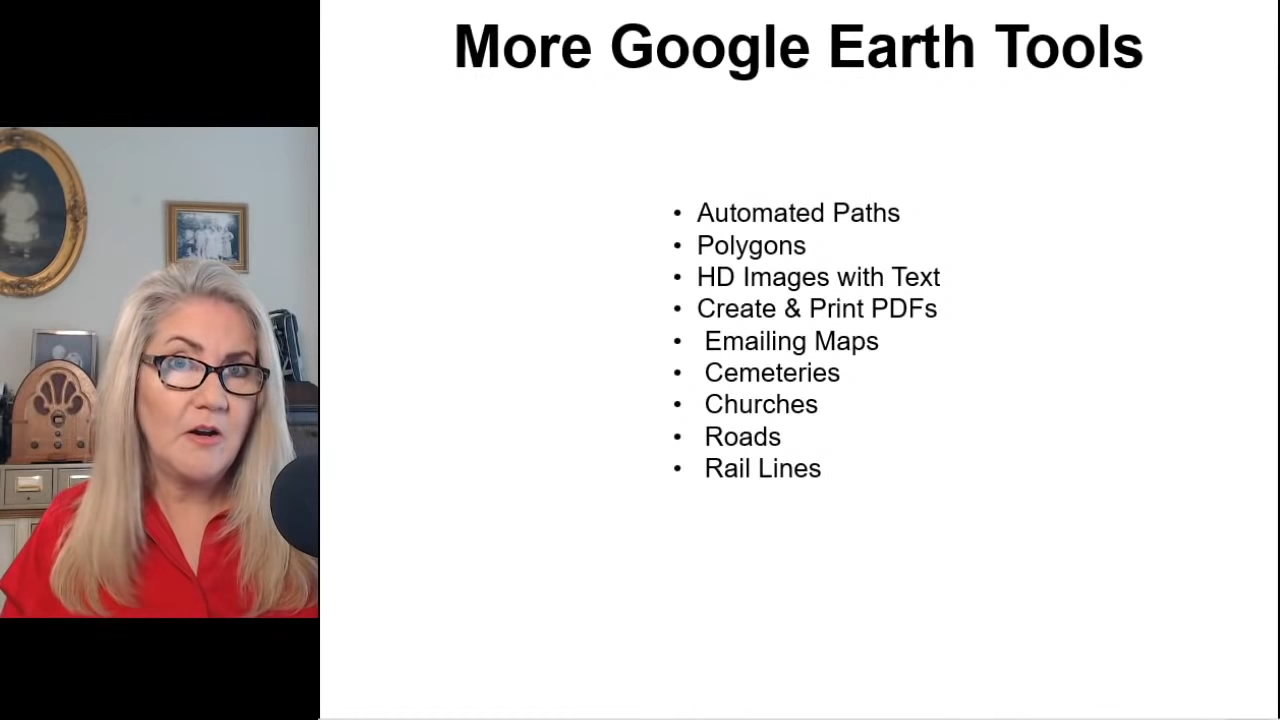 More Google Earth Tools
• Automated Paths
• Polygons
• HD Images with Text
• Create & Print PDFs
• Emailing Maps
• Cemeteries
• Churches
• Roads
• Rail Lines